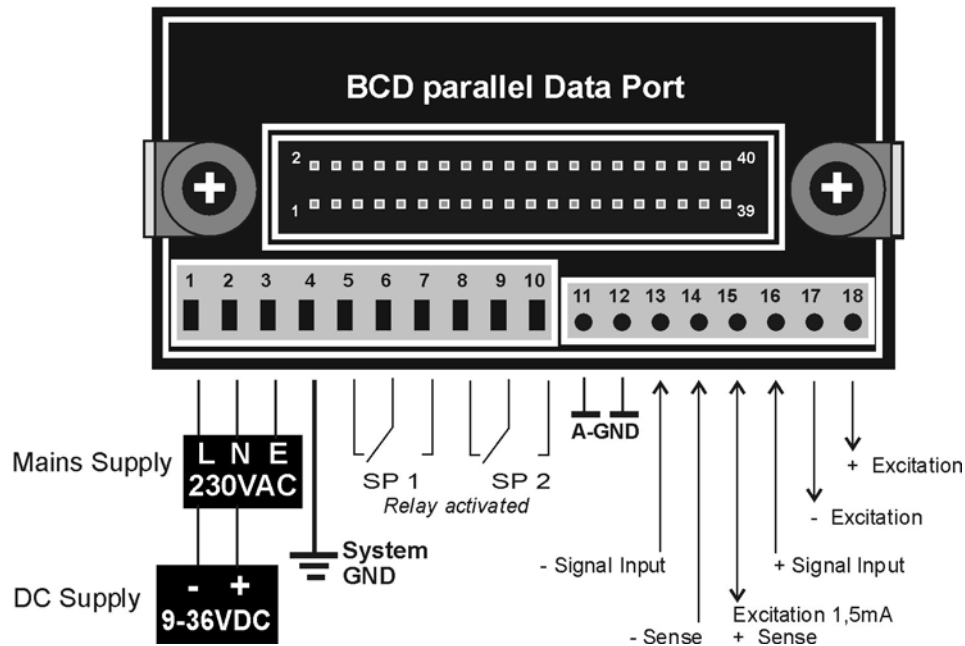 BCD parallel Data Port
2 40
1 39
1 2 3 4 5 6 7 8 9 10 11 12 13 14 15 16 17 18
A-GND
Mains Supply L N E
230VAC
SP 1 SP 2
Relay activated
+ Excitation
- Excitation
System
GND
- Signal Input + Signal Input
DC Supply - +
9-36VDC
Excitation 1,5mA
- Sense + Sense